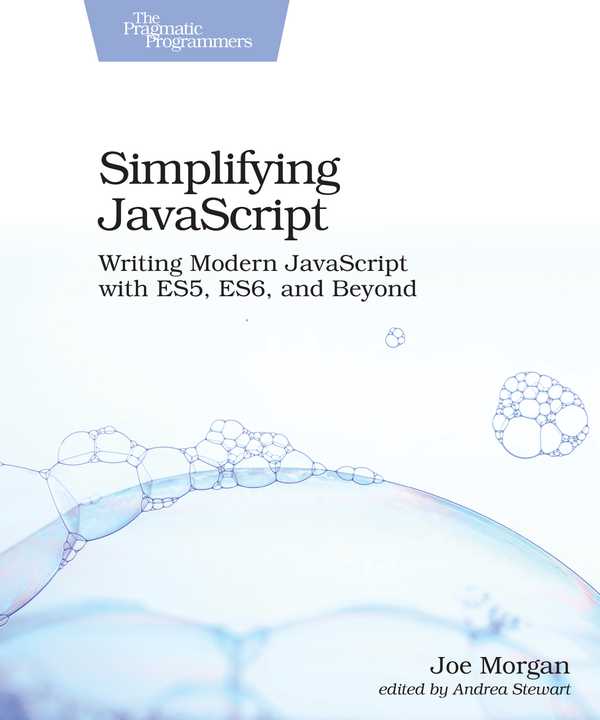 The
Pragmatic
Programmers
Simplifying
JavaScript
Writing Modern JavaScript
with ES5, ES6, and Beyond
Joe Morgan
edited by Andrea Stewart